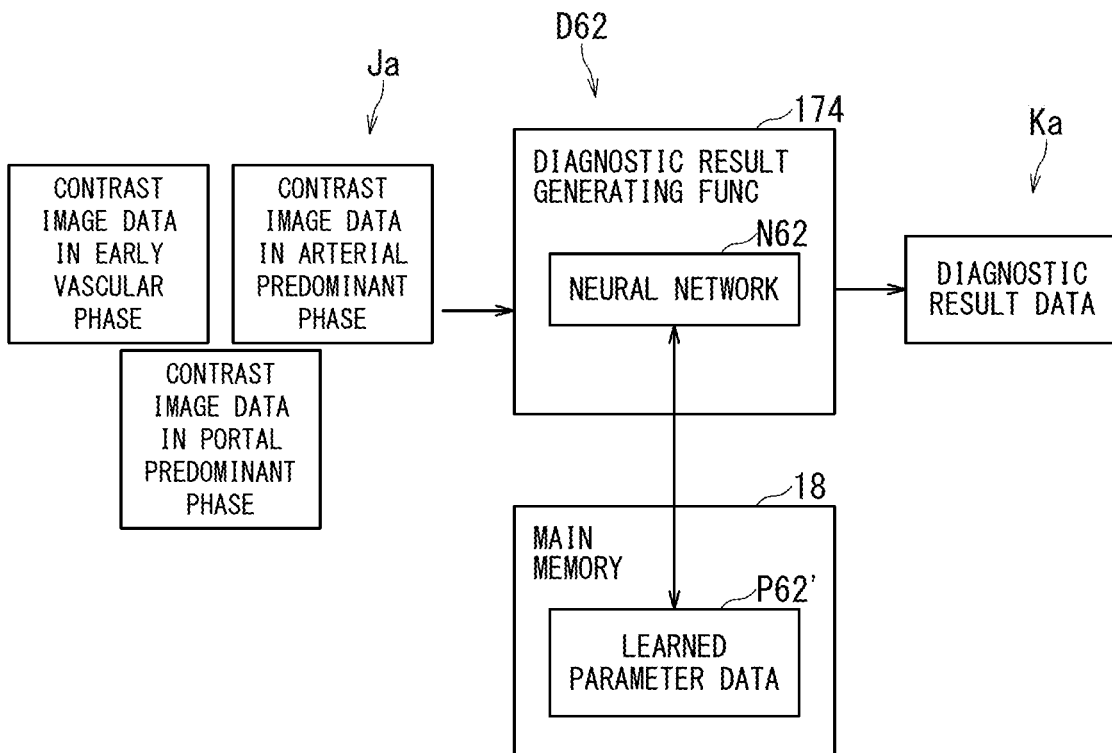 D62
Ja
174
Ka
CONTRAST
IMAGE DATA
IN EARLY
VASCULAR
PHASE
CONTRAST
IMAGE DATA
IN ARTERIAL
PREDOMINANT
PHASE
CONTRAST
IMAGE DATA
IN PORTAL
PREDOMINANT
PHASE
DIAGNOSTIC RESULT
GENERATING FUNC
N62
NEURAL NETWORK
DIAGNOSTIC
RESULT DATA
18
MAIN
MEMORY
P62'
LEARNED
PARAMETER DATA